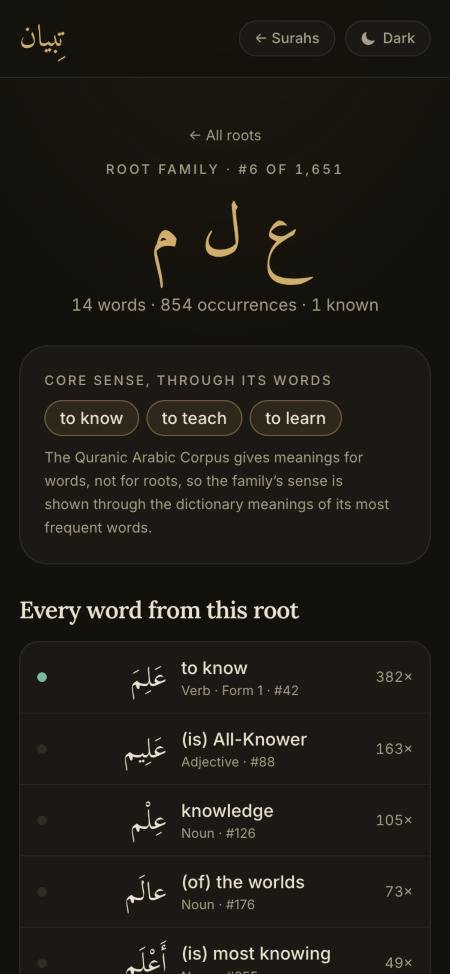 تِبيان
← Surahs
Dark
← All roots
ROOT FAMILY · #6 OF 1,651
ع ل م
14 words · 854 occurrences · 1 known
CORE SENSE, THROUGH ITS WORDS
to know to teach to learn
The Quranic Arabic Corpus gives meanings for
words, not for roots, so the family’s sense is
shown through the dictionary meanings of its most
frequent words.
Every word from this root
عَلِمَ to know 382×
Verb · Form 1 · #42
عَلِيم (is) All-Knower 163×
Adjective · #88
عِلْم knowledge 105×
Noun · #126
عالَم (of) the worlds 73×
Noun · #176
أَعْلَم (is) most knowing 49×